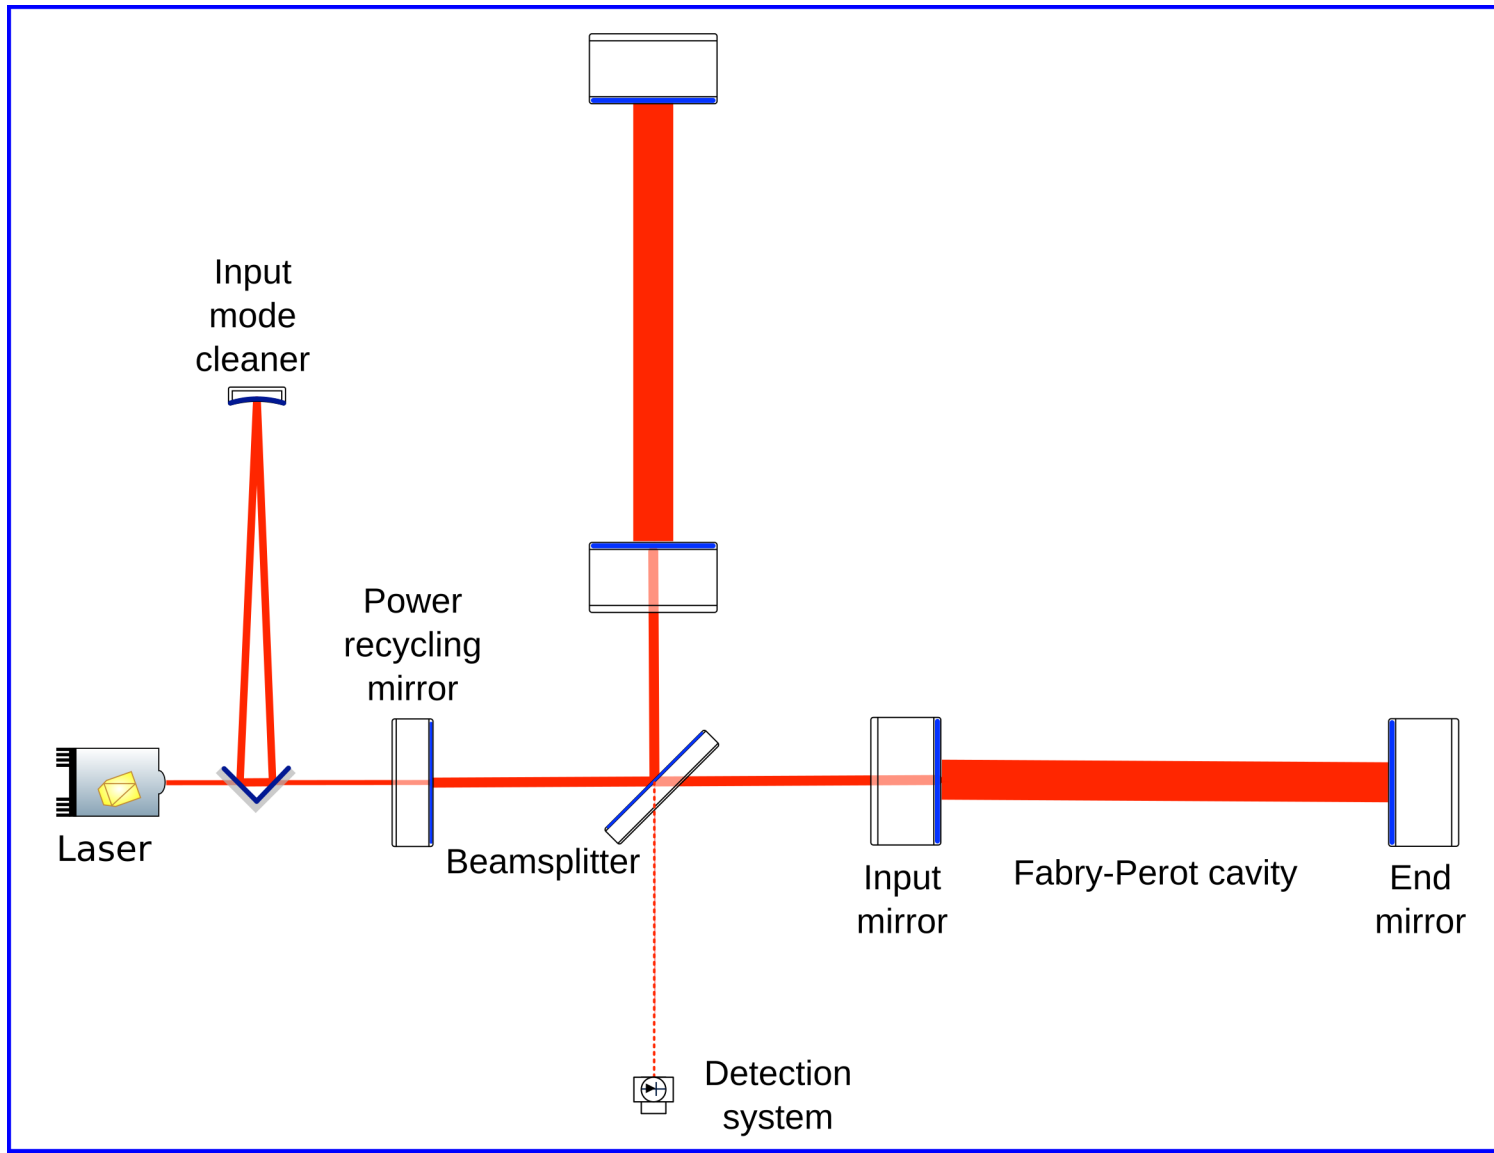 Input
mode
cleaner
Power
recycling
mirror
Laser
Beamsplitter
Input
mirror
Fabry-Perot cavity
End
mirror
Detection
system